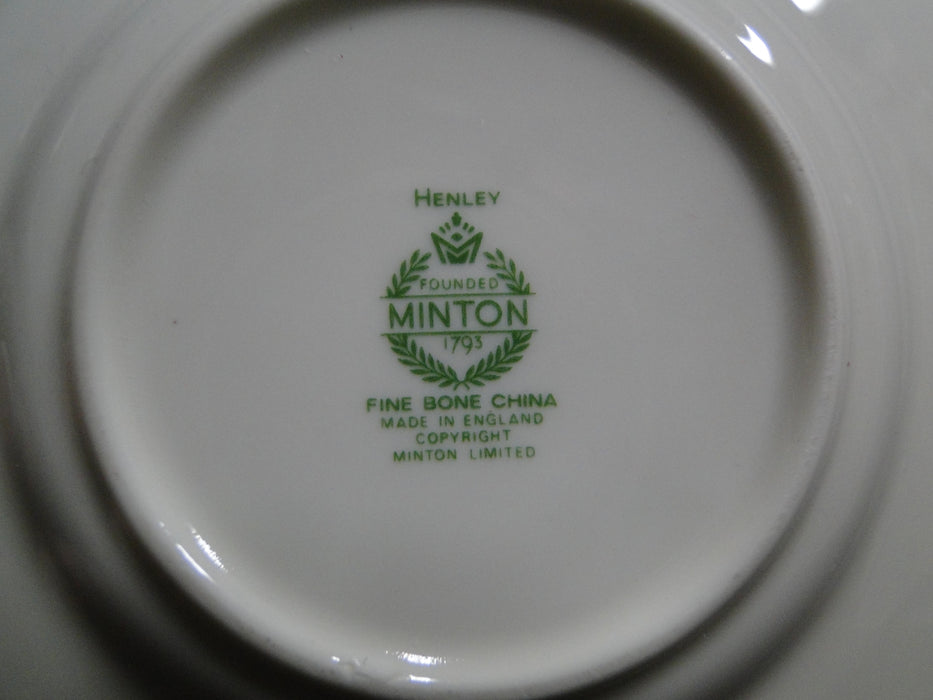 HENLEY
FOUNDED
MINTON
1793
FINE BONE CHINA
MADE IN ENGLAND
COPYRIGHT
MINTON LIMITED